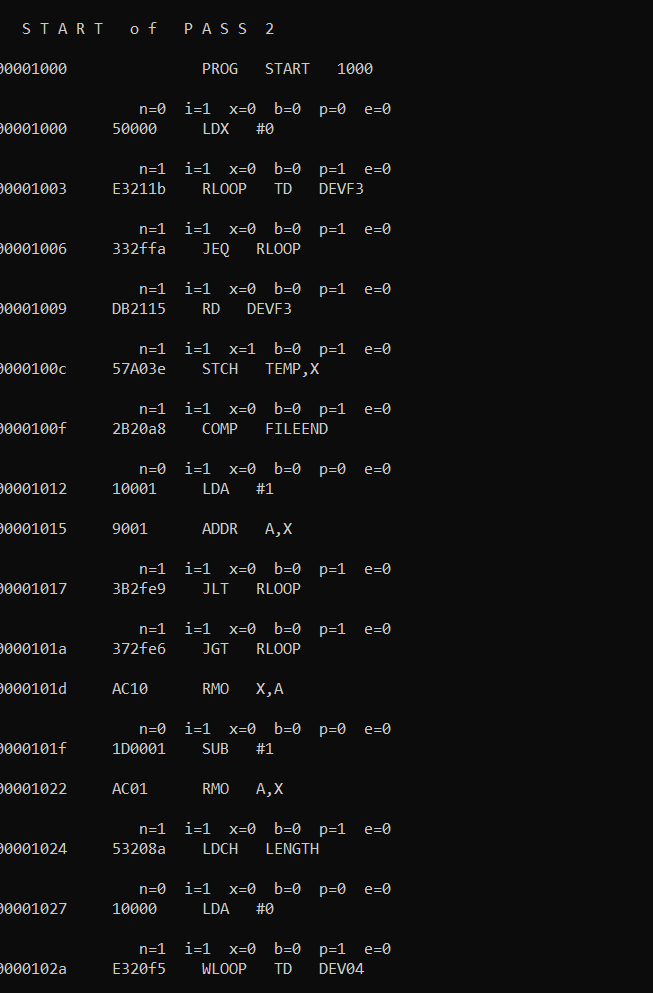 S T A R T   o f   P A S S  2
00001000               PROG   START   1000
n=0  i=1  x=0  b=0  p=0  e=0
00001000     50000     LDX   #0
n=1  i=1  x=0  b=0  p=1  e=0
00001003     E3211b    RLOOP   TD   DEVF3
n=1  i=1  x=0  b=0  p=1  e=0
00001006     332ffa    JEQ   RLOOP
n=1  i=1  x=0  b=0  p=1  e=0
00001009     DB2115    RD   DEVF3
n=1  i=1  x=1  b=0  p=1  e=0
0000100c     57A03e    STCH   TEMP,X
n=1  i=1  x=0  b=0  p=1  e=0
0000100f     2B20a8    COMP   FILEEND
n=0  i=1  x=0  b=0  p=0  e=0
00001012     10001     LDA   #1
00001015     9001      ADDR   A,X
n=1  i=1  x=0  b=0  p=1  e=0
00001017     3B2fe9    JLT   RLOOP
n=1  i=1  x=0  b=0  p=1  e=0
0000101a     372fe6    JGT   RLOOP
0000101d     AC10      RMO   X,A
n=0  i=1  x=0  b=0  p=0  e=0
0000101f     1D0001    SUB   #1
00001022     AC01      RMO   A,X
n=1  i=1  x=0  b=0  p=1  e=0
00001024     53208a    LDCH   LENGTH
n=0  i=1  x=0  b=0  p=0  e=0
00001027     10000     LDA   #0
n=1  i=1  x=0  b=0  p=1  e=0
0000102a     E320f5    WLOOP   TD   DEV04